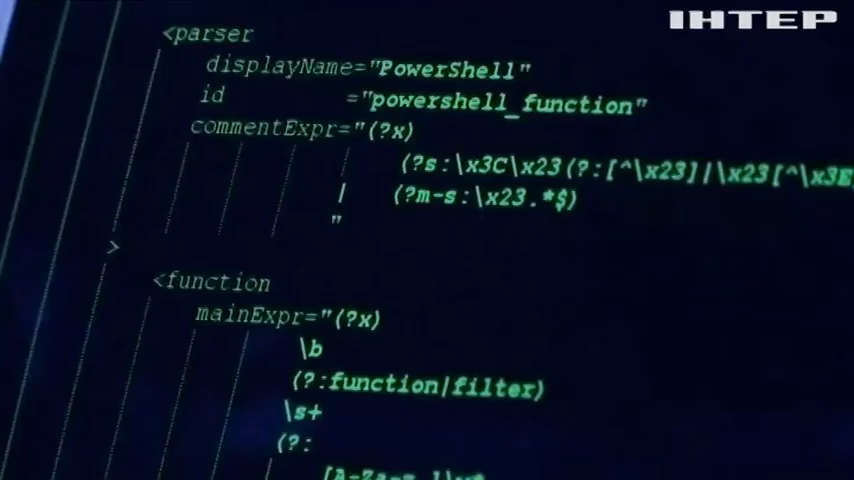 ІНТЕР
<parser
displayName="PowerShell"
id ="powershell_function"
commentExpr="(?x)
(?s:\x3C\x23(?:[^\x23]|\x23[^\x3E
| (?m-s:\x23.*$)
"
>
<function
mainExpr="(?x)
\b
(?:function|filter)
\s+
(?: